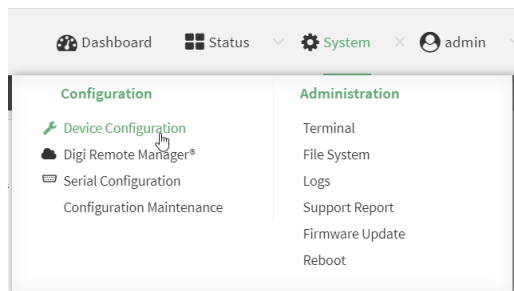 Dashboard Status System admin
Configuration
Device Configuration
Digi Remote Manager®
Serial Configuration
Configuration Maintenance
Administration
Terminal
File System
Logs
Support Report
Firmware Update
Reboot